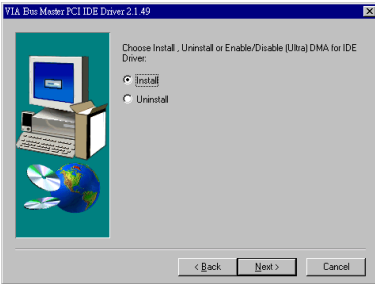 VIA Bus Master PCI IDE Driver 2.1.49
Choose Install , Uninstall or Enable/Disable (Ultra) DMA for IDE
Driver:
Install
Uninstall
< Back Next > Cancel